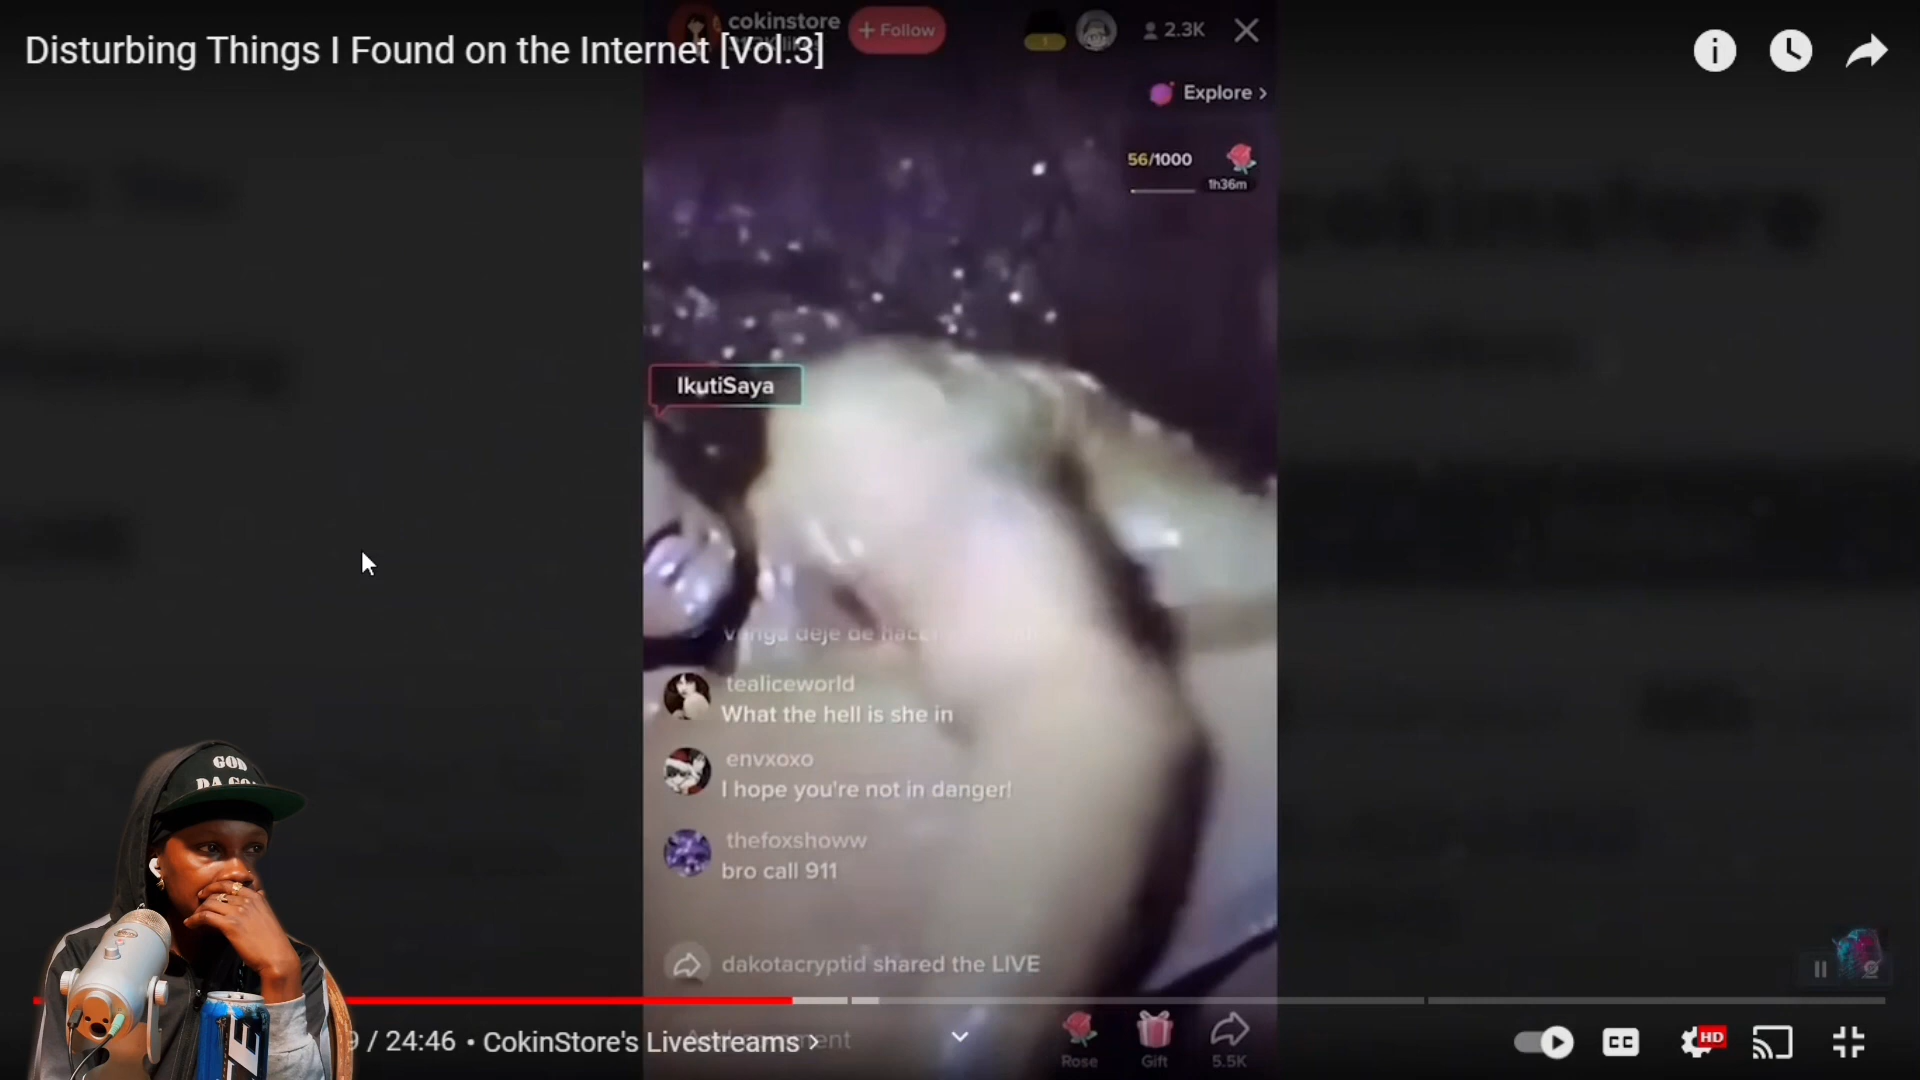 Disturbing Things I Found on the Internet [Vol.3]
cokinstore
+ Follow
2.3K
Explore >
56/1000
1h36m
IkutiSaya
tealiceworld
What the hell is she in
envxoxo
I hope you're not in danger!
thefoxshoww
bro call 911
dakotacryptid shared the LIVE
GOD
/ 24:46 • CokinStore's Livestreams >
Rose
Gift
5.5K
CC
HD